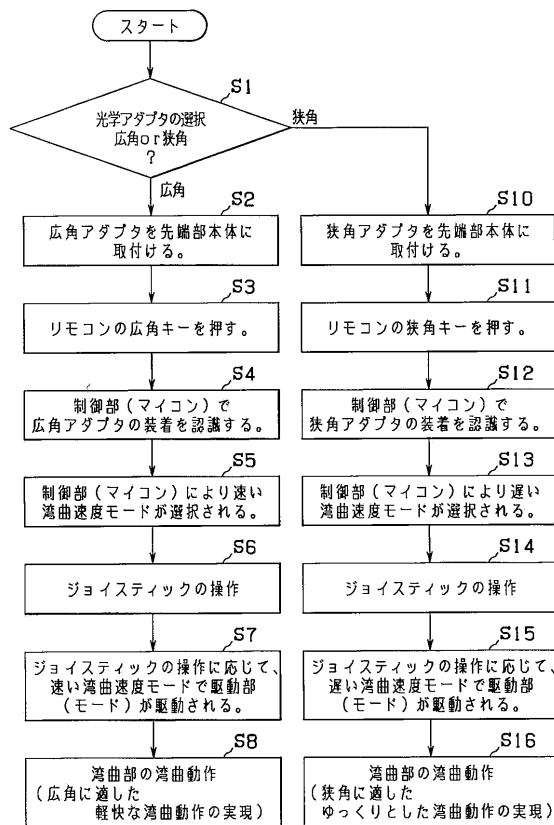 スタート
S1
光学アダプタの選択
広角or狭角
?
狭角
広角
S2
広角アダプタを先端部本体に
取付ける。
S3
リモコンの広角キーを押す。
S4
制御部(マイコン)で
広角アダプタの装着を認識する。
S5
制御部(マイコン)により速い
湾曲速度モードが選択される。
S6
ジョイスティックの操作
S7
ジョイスティックの操作に応じて、
速い湾曲速度モードで駆動部
(モード)が駆動される。
S8
湾曲部の湾曲動作
(広角に適した
軽快な湾曲動作の実現)
S10
狭角アダプタを先端部本体に
取付ける。
S11
リモコンの狭角キーを押す。
S12
制御部(マイコン)で
狭角アダプタの装着を認識する。
S13
制御部(マイコン)により遅い
湾曲速度モードが選択される。
S14
ジョイスティックの操作
S15
ジョイスティックの操作に応じて、
遅い湾曲速度モードで駆動部
(モード)が駆動される。
S16
湾曲部の湾曲動作
(狭角に適した
ゆっくりとした湾曲動作の実現)